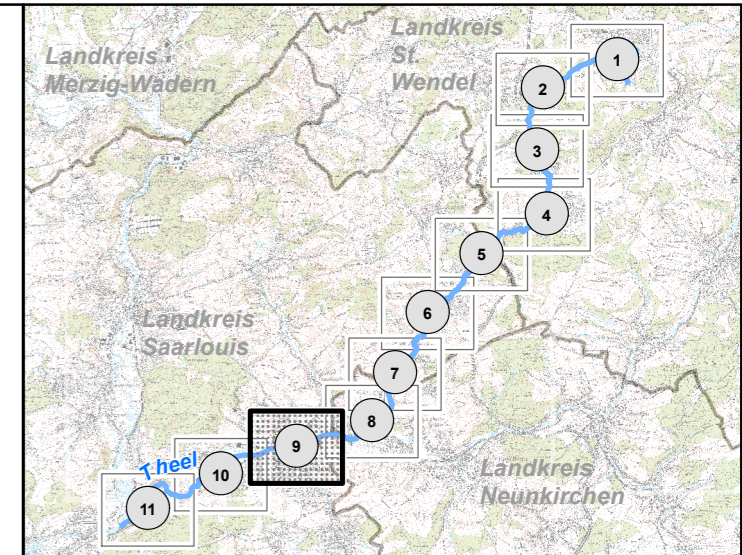 Landkreis
Merzig-Wadern
Landkreis
St.
Wendel
1
2
3
4
5
6
Landkreis
Saarlouis
7
8
9
Theel
10
11
Landkreis
Neunkirchen